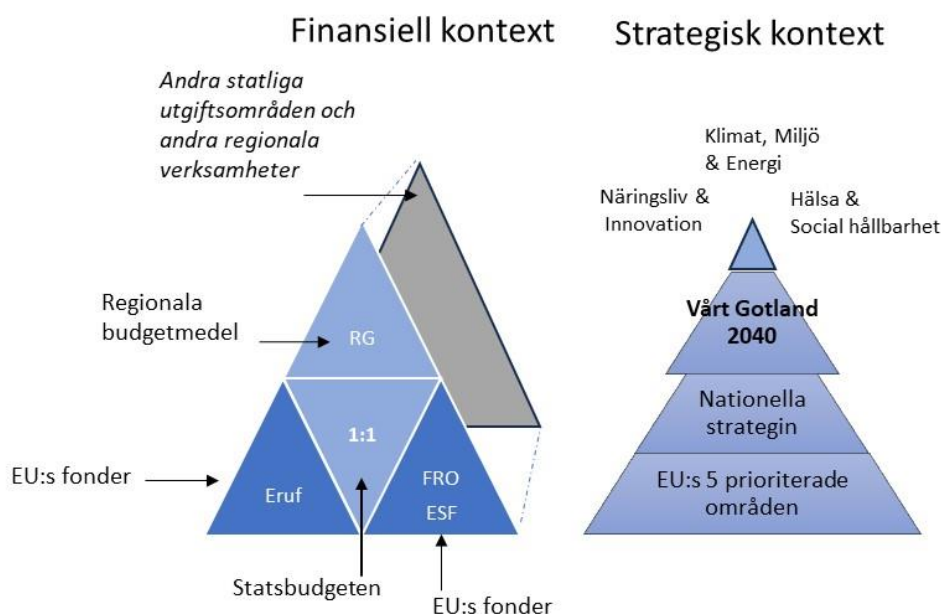 Finansiell kontext
Andra statliga
utgiftsområden och
andra regionala
verksamheter
Regionala
budgetmedel
RG
1:1
EU:s fonder
Eruf
FRO
ESF
Statsbudgeten
EU:s fonder
Strategisk kontext
Klimat, Miljö
& Energi
Näringsliv &
Innovation
Hälsa &
Social hållbarhet
Vårt Gotland
2040
Nationella
strategin
EU:s 5 prioriterade
områden